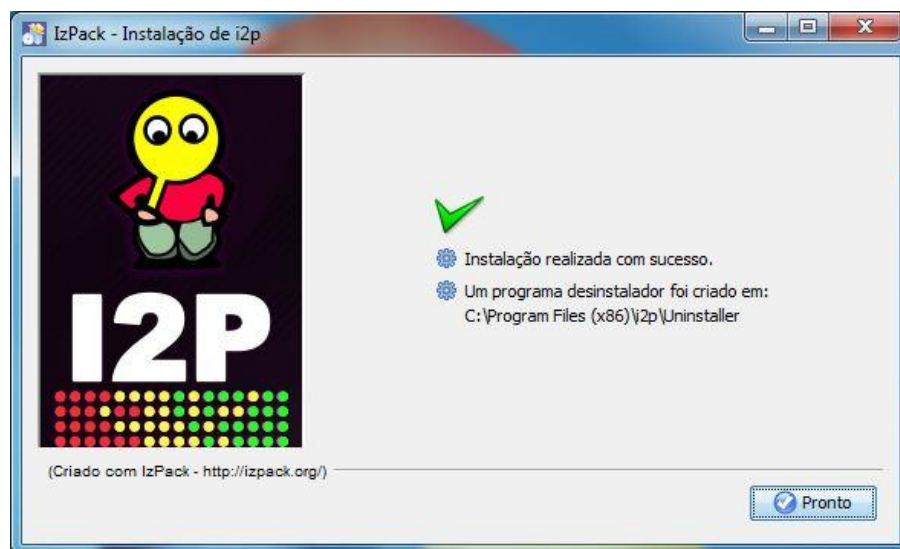 IzPack - Instalação de i2p
I2P
Instalação realizada com sucesso.
Um programa desinstalador foi criado em:
C:\Program Files (x86)\i2p\Uninstaller
(Criado com IzPack - http://izpack.org/)
Pronto